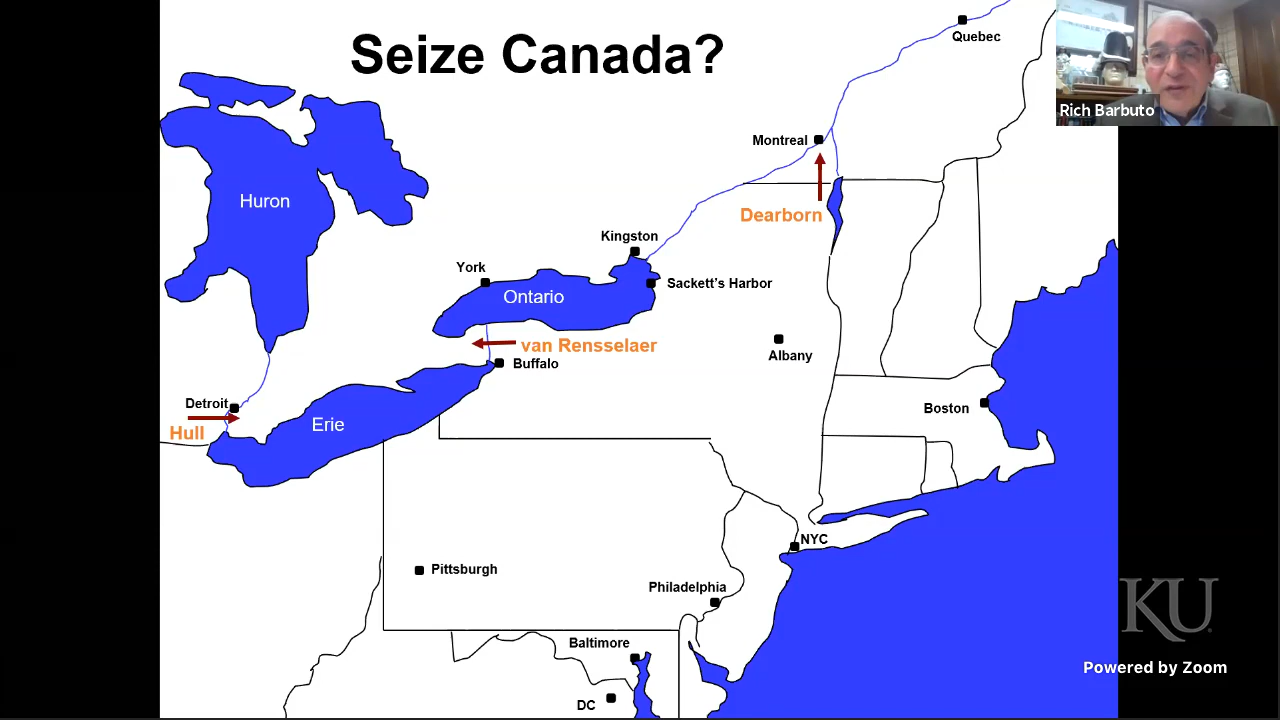 Seize Canada?
Quebec
Rich Barbuto
Montreal
Huron
Dearborn
Kingston
York
Ontario
Sackett's Harbor
van Rensselaer
Albany
Buffalo
Detroit
Boston
Erie
Hull
NYC
Pittsburgh
Philadelphia
KU
Baltimore
Powered by Zoom
DC